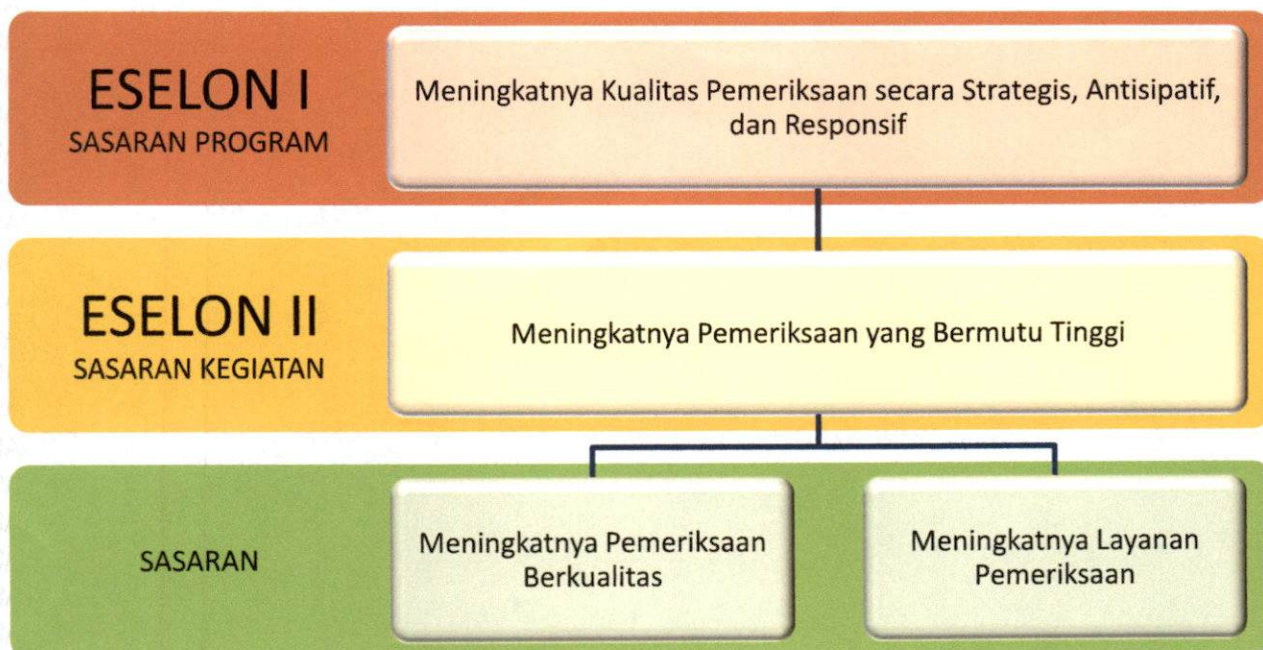 ESELON I
SASARAN PROGRAM
Meningkatnya Kualitas Pemeriksaan secara Strategis, Antisipatif,
dan Responsif
ESELON II
SASARAN KEGIATAN
Meningkatnya Pemeriksaan yang Bermutu Tinggi
SASARAN
Meningkatnya Pemeriksaan
Berkualitas
Meningkatnya Layanan
Pemeriksaan